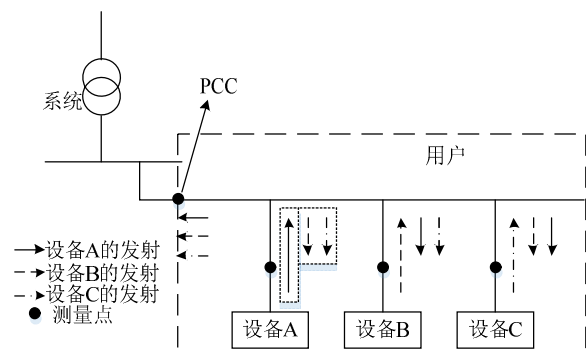 系统
PCC
用户
设备A的发射
设备B的发射
设备C的发射
测量点
设备A
设备B
设备C